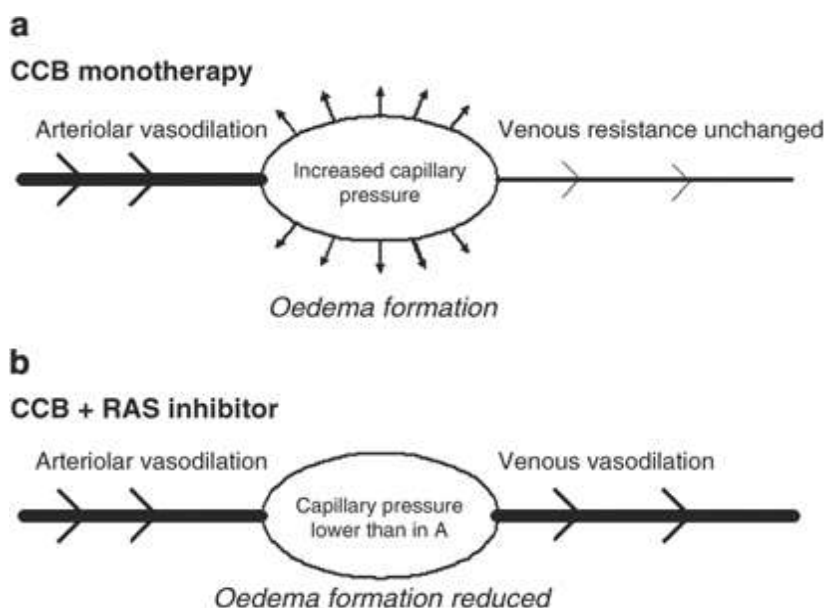 a
CCB monotherapy
Arteriolar vasodilation
Venous resistance unchanged
Increased capillary
pressure
Oedema formation
b
CCB + RAS inhibitor
Arteriolar vasodilation
Venous vasodilation
Capillary pressure
lower than in A
Oedema formation reduced